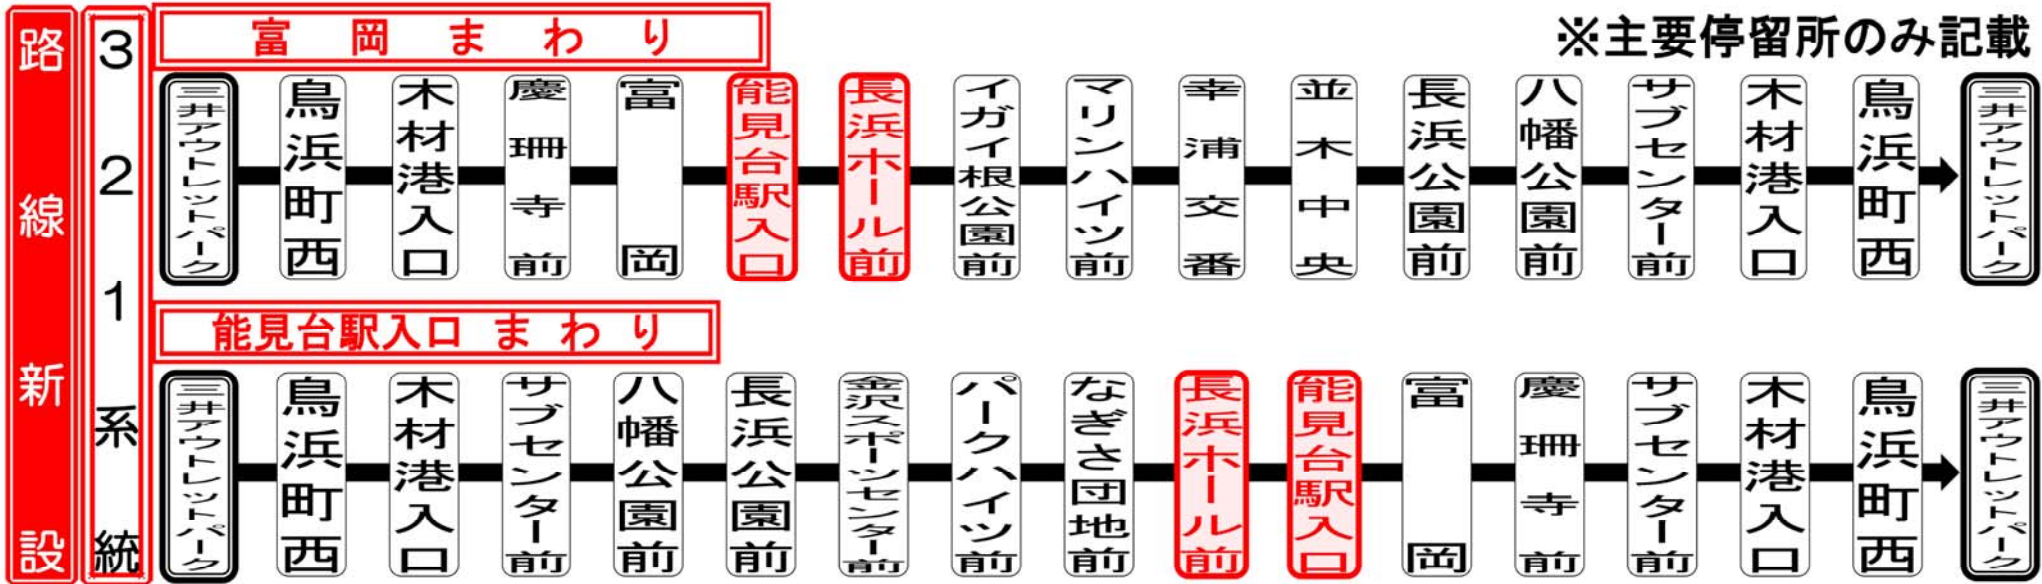 路線新設
321系統
富岡まわり
※主要停留所のみ記載
三井アウトレットパーク
鳥浜町西
木材港入口
慶珊寺前
富岡
能見台駅入口
長浜ホール前
イガイ根公園前
マリンハイツ前
幸浦交番
並木中央
長浜公園前
八幡公園前
サブセンター前
木材港入口
鳥浜町西
三井アウトレットパーク
能見台駅入口まわり
三井アウトレットパーク
鳥浜町西
木材港入口
サブセンター前
八幡公園前
長浜公園前
金沢スポーツセンター前
パークハイツ前
なぎさ団地前
長浜ホール前
能見台駅入口
富岡
慶珊寺前
サブセンター前
木材港入口
鳥浜町西
三井アウトレットパーク